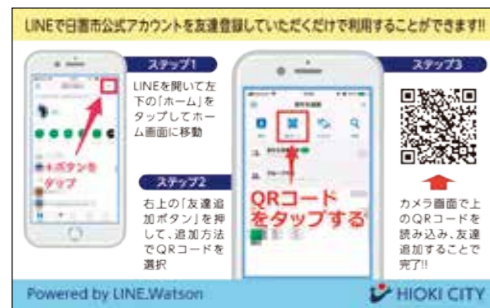 LINEで日置市公式アカウントを友達登録していただくだけで利用することができます!!
ステップ1
LINEを開いて左
下の「ホーム」を
タップしてホー
ム画面に移動
ステップ2
右上の「友達追
加ボタン」を押
して、追加方法
でQRコードを
選択
QRコード
をタップする
ステップ3
カメラ画面で上
のQRコードを
読み込み、友達
追加することで
完了!!
Powered by LINE.Watson
HIOKI CITY